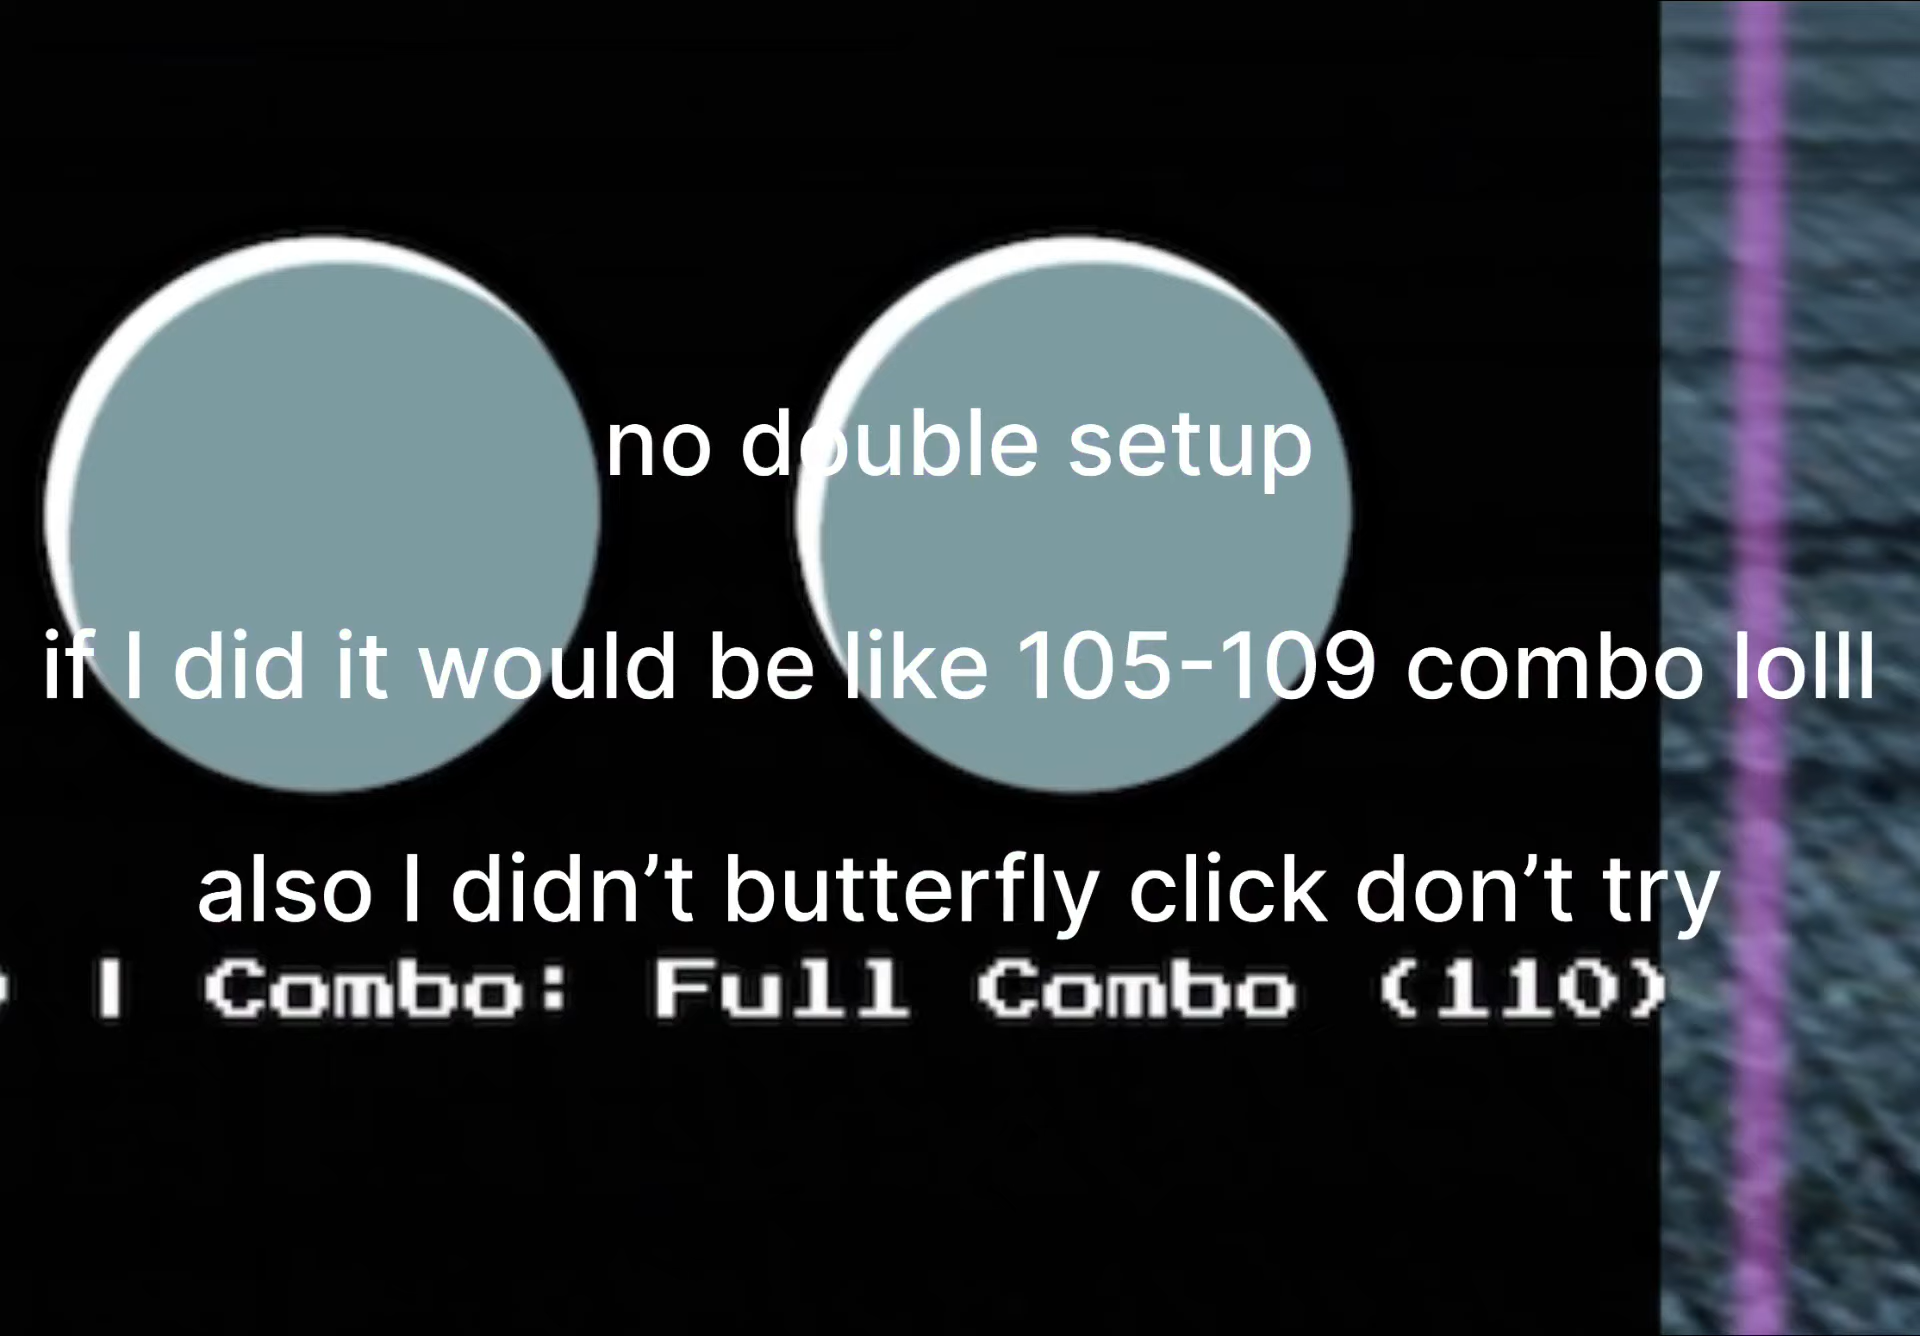 no double setup
if I did it would be like 105-109 combo lolll
also I didn’t butterfly click don’t try
| Combo: Full Combo (110)